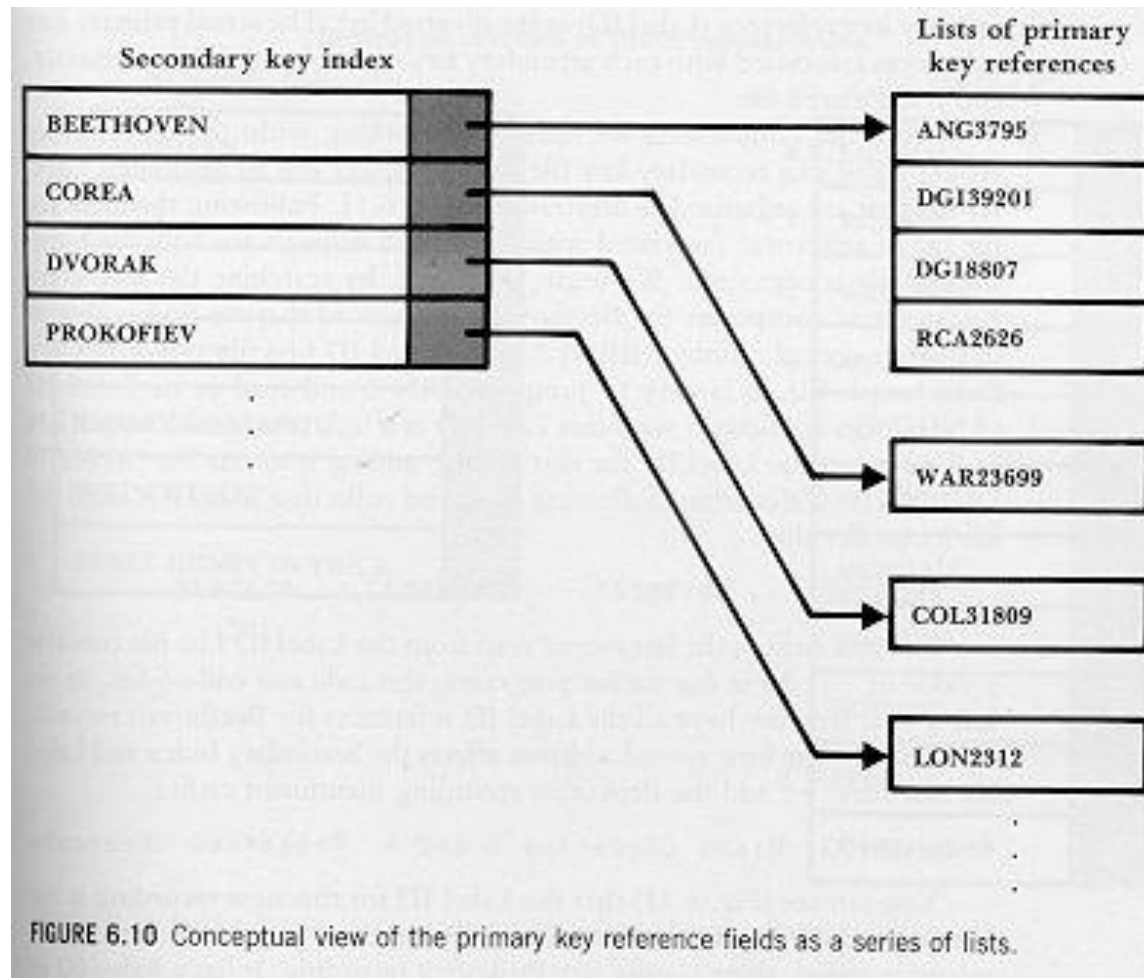 Secondary key index
Lists of primary
key references
BEETHOVEN
COREA
DVORAK
PROKOFIEV
ANG3795
DG139201
DG18807
RCA2626
WAR23699
COL31809
LON2312
FIGURE 6.10 Conceptual view of the primary key reference fields as a series of lists.